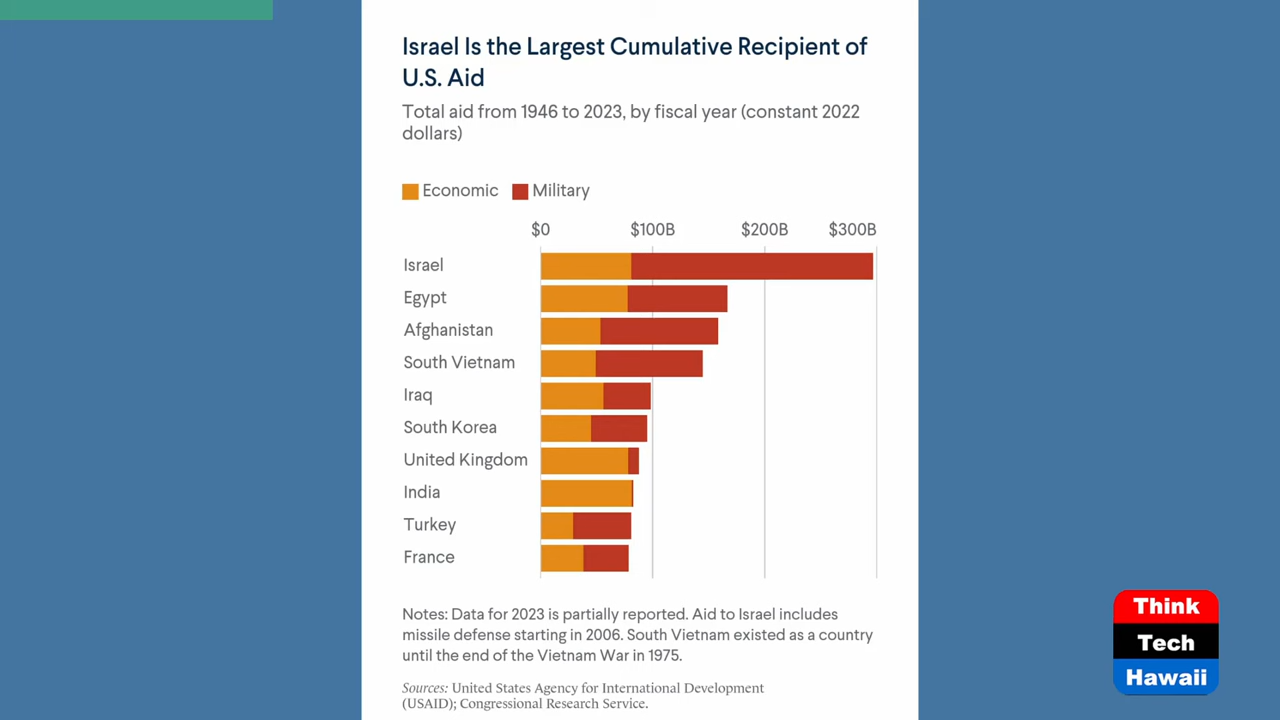 Israel Is the Largest Cumulative Recipient of
U.S. Aid
Total aid from 1946 to 2023, by fiscal year (constant 2022
dollars)
Economic Military
$0 $100B $200B $300B
Israel
Egypt
Afghanistan
South Vietnam
Iraq
South Korea
United Kingdom
India
Turkey
France
Notes: Data for 2023 is partially reported. Aid to Israel includes
missile defense starting in 2006. South Vietnam existed as a country
until the end of the Vietnam War in 1975.
Sources: United States Agency for International Development
(USAID); Congressional Research Service.
Think
Tech
Hawaii